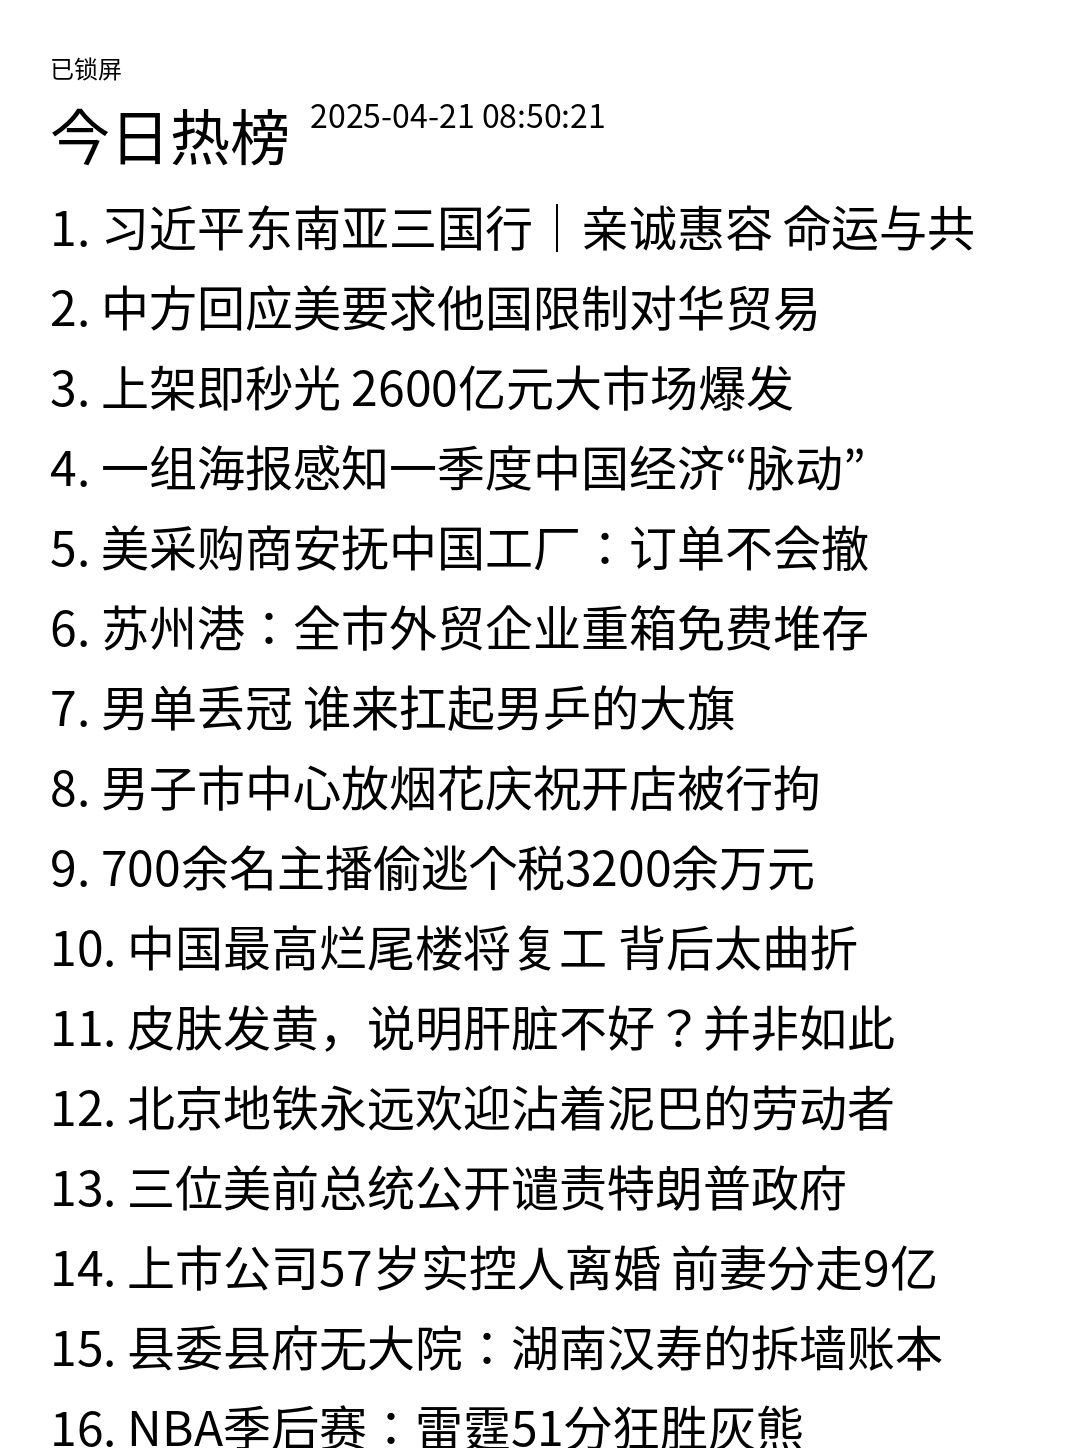 已锁屏
今日热榜 2025-04-21 08:50:21
1. 习近平东南亚三国行｜亲诚惠容 命运与共
2. 中方回应美要求他国限制对华贸易
3. 上架即秒光 2600亿元大市场爆发
4. 一组海报感知一季度中国经济“脉动”
5. 美采购商安抚中国工厂：订单不会撤
6. 苏州港：全市外贸企业重箱免费堆存
7. 男单丢冠 谁来扛起男乒的大旗
8. 男子市中心放烟花庆祝开店被行拘
9. 700余名主播偷逃个税3200余万元
10. 中国最高烂尾楼将复工 背后太曲折
11. 皮肤发黄，说明肝脏不好？并非如此
12. 北京地铁永远欢迎沾着泥巴的劳动者
13. 三位美前总统公开谴责特朗普政府
14. 上市公司57岁实控人离婚 前妻分走9亿
15. 县委县府无大院：湖南汉寿的拆墙账本
16. NBA季后赛：雷霆51分狂胜灰熊